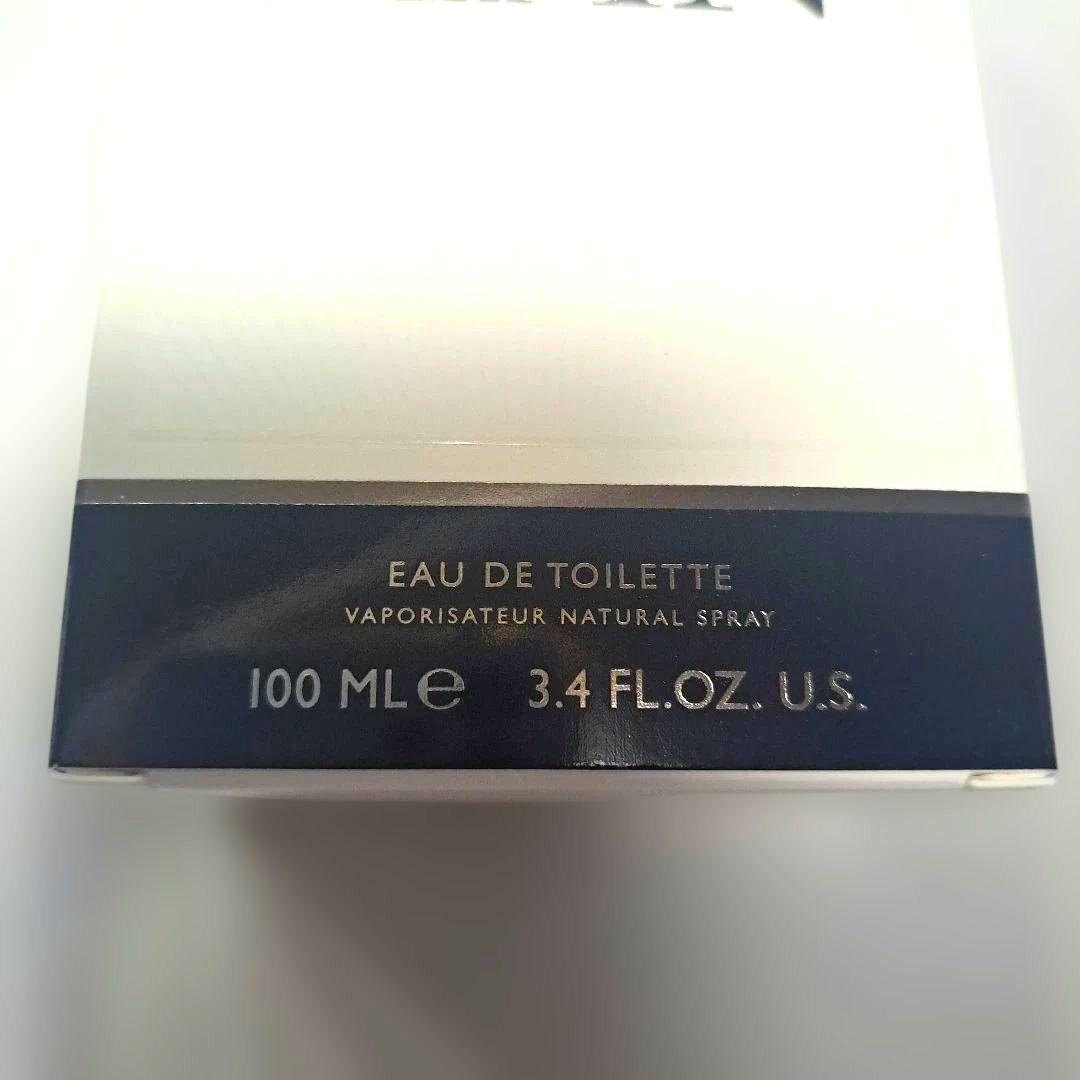 EAU DE TOILETTE
VAPORISATEUR NATURAL SPRAY
100 ML ℮ 3.4 FL.OZ. U.S.